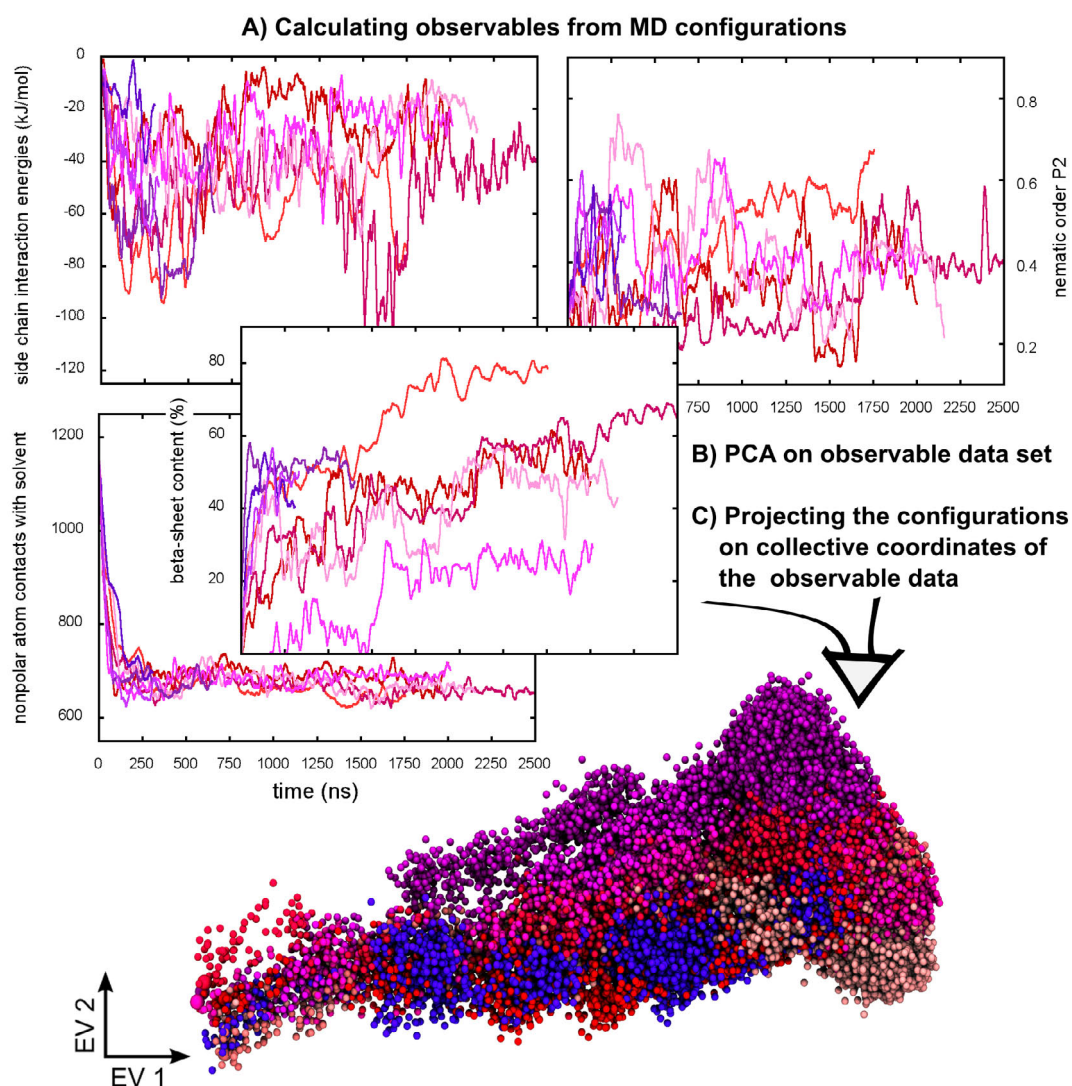 A) Calculating observables from MD configurations
side chain interaction energies (kJ/mol)
0
-20
-40
-60
-80
-100
-120
nematic order P2
0.8
0.6
0.4
0.2
750 1000 1250 1500 1750 2000 2250 2500
beta-sheet content (%)
80
60
40
20
nonpolar atom contacts with solvent
1200
1000
800
600
0 250 500 750 1000 1250 1500 1750 2000 2250 2500
time (ns)
B) PCA on observable data set
C) Projecting the configurations
on collective coordinates of
the observable data
EV 2
EV 1